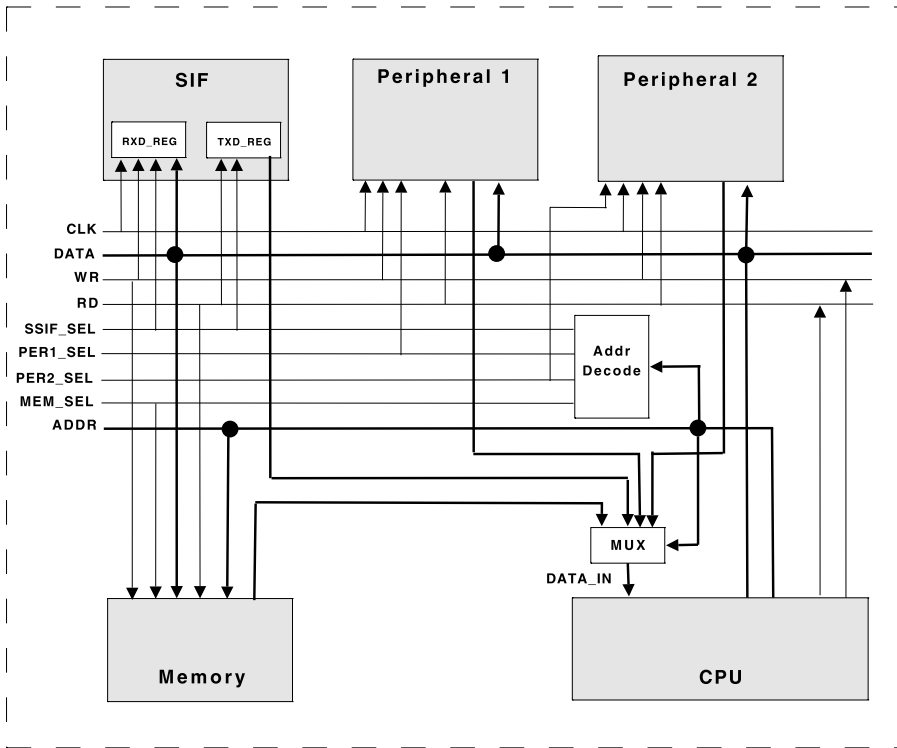 SIF
Peripheral 1
Peripheral 2
RXD_REG
TXD_REG
CLK
DATA
WR
RD
SSIF_SEL
PER1_SEL
PER2_SEL
MEM_SEL
ADDR
Addr
Decode
MUX
DATA_IN
Memory
CPU